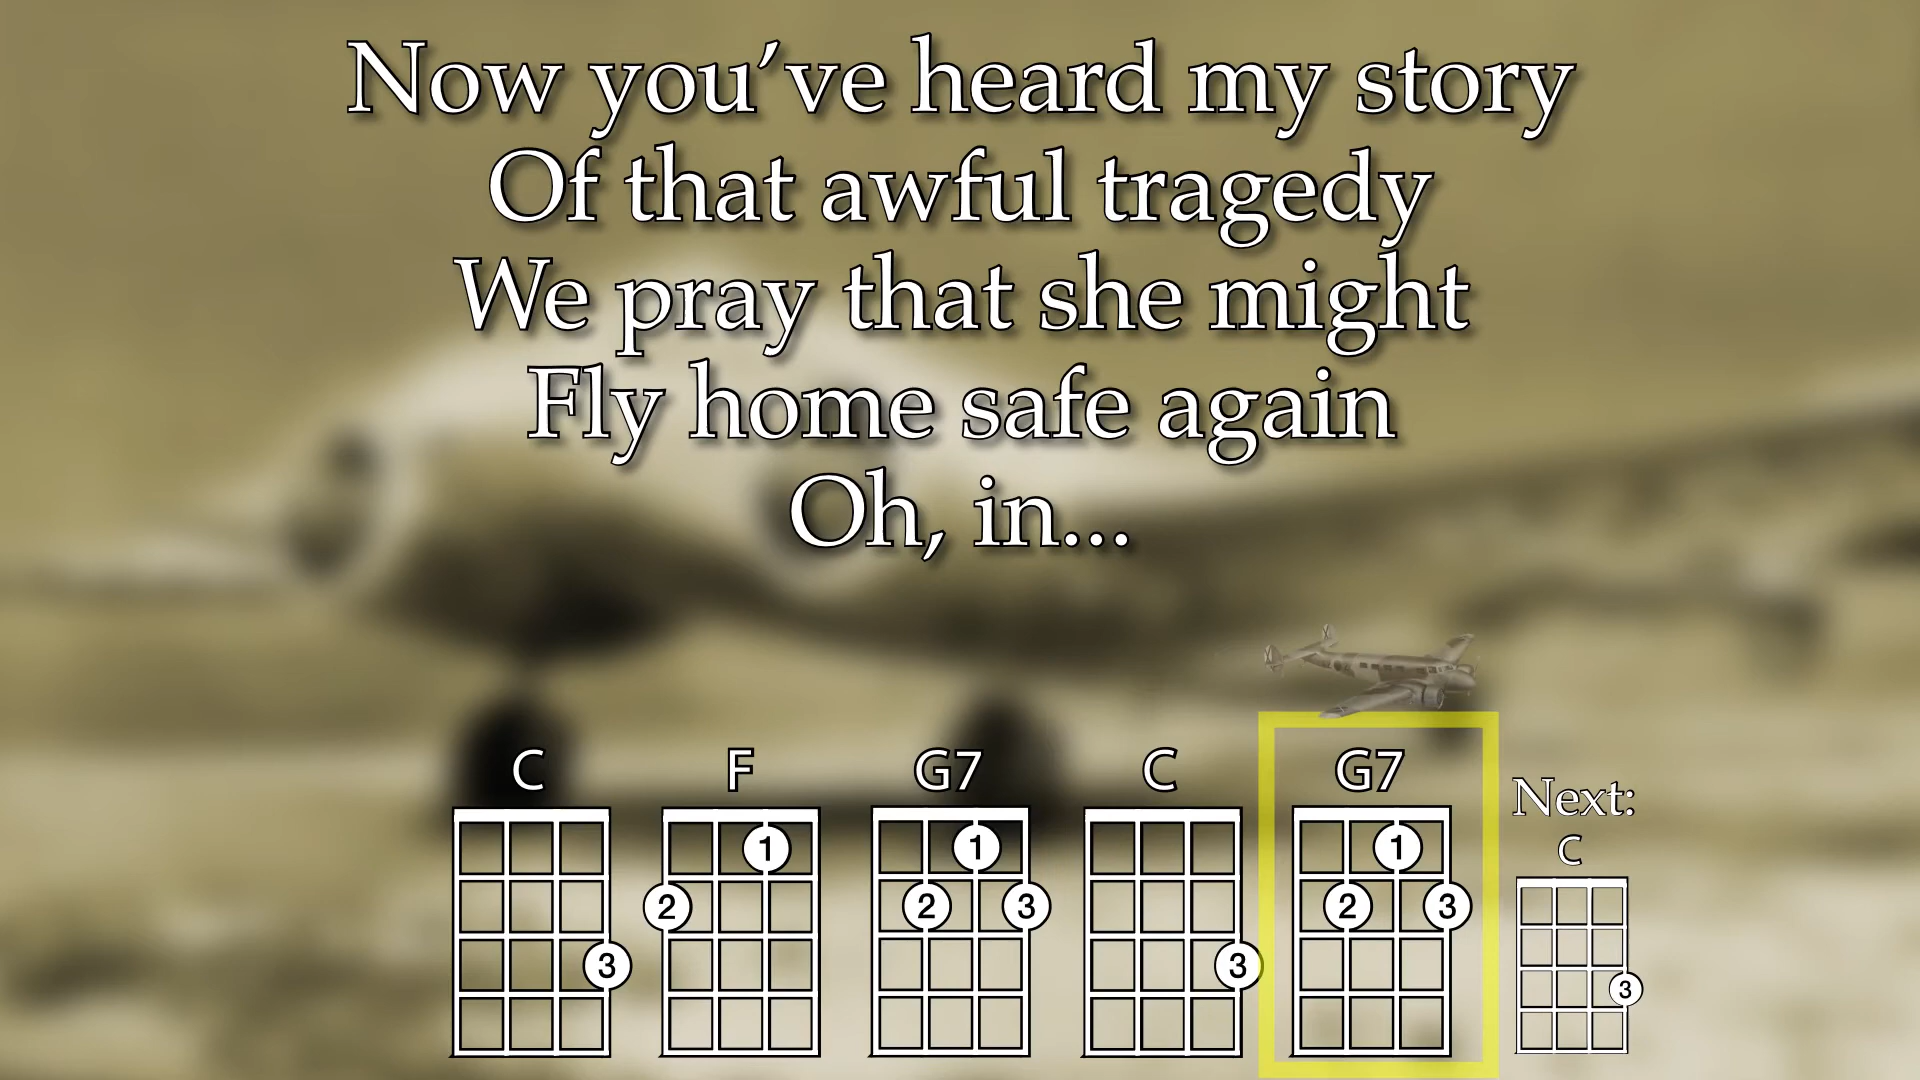 Now you’ve heard my story
Of that awful tragedy
We pray that she might
Fly home safe again
Oh, in...
C F G7 C G7
Next:
C
1 1 1
2 2 3 2 3
3 3
3